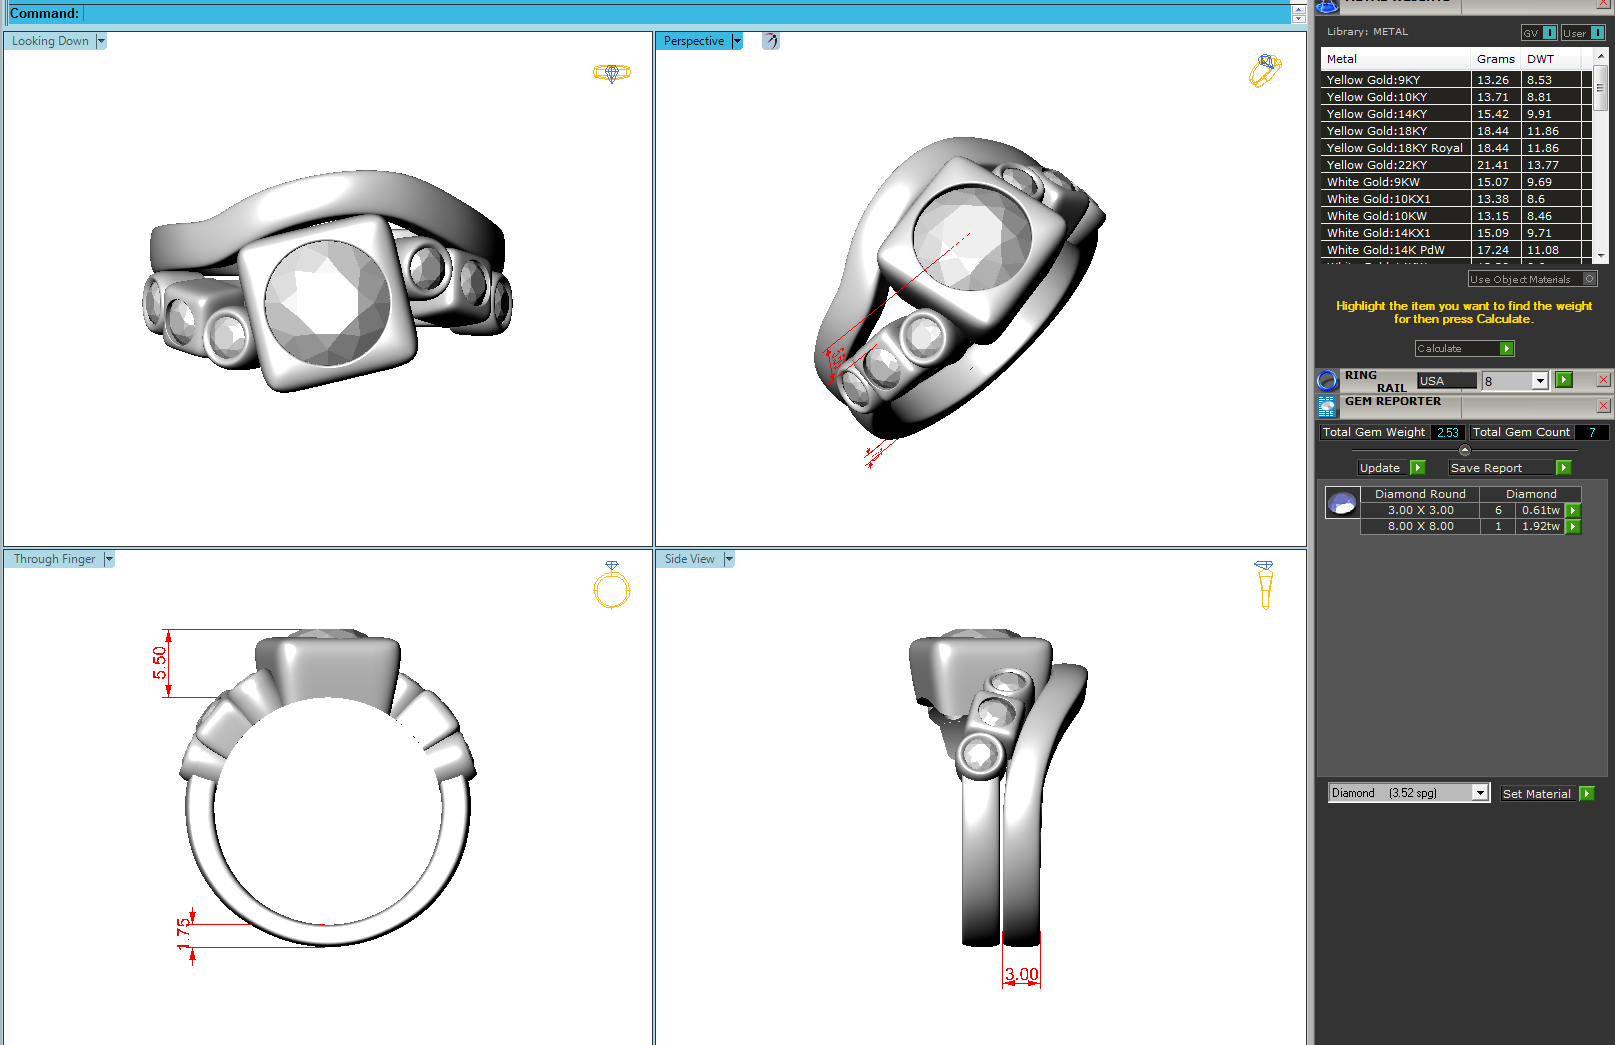 Command:
Looking Down
Perspective
Through Finger
5.50
1.75
Side View
3.00
Library: METAL
GV
User
Metal Grams DWT
Yellow Gold:9KY 13.26 8.53
Yellow Gold:10KY 13.71 8.81
Yellow Gold:14KY 15.42 9.91
Yellow Gold:18KY 18.44 11.86
Yellow Gold:18KY Royal 18.44 11.86
Yellow Gold:22KY 21.41 13.77
White Gold:9KW 15.07 9.69
White Gold:10KX1 13.38 8.6
White Gold:10KW 13.15 8.46
White Gold:14KX1 15.09 9.71
White Gold:14K PdW 17.24 11.08
Use Object Materials
Highlight the item you want to find the weight
for then press Calculate.
Calculate
RING
RAIL USA 8
GEM REPORTER
Total Gem Weight 2.53 Total Gem Count 7
Update Save Report
Diamond Round Diamond
3.00 X 3.00 6 0.61tw
8.00 X 8.00 1 1.92tw
Diamond (3.52 spg) Set Material